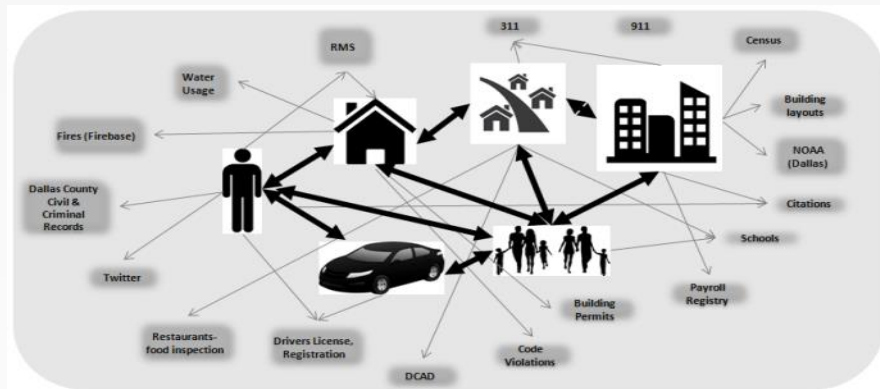 311
911
Census
RMS
Water
Usage
Building
layouts
Fires (Firebase)
NOAA
(Dallas)
Dallas County
Civil &
Criminal
Records
Citations
Schools
Twitter
Payroll
Registry
Building
Permits
Restaurants-
food inspection
Drivers License,
Registration
Code
Violations
DCAD